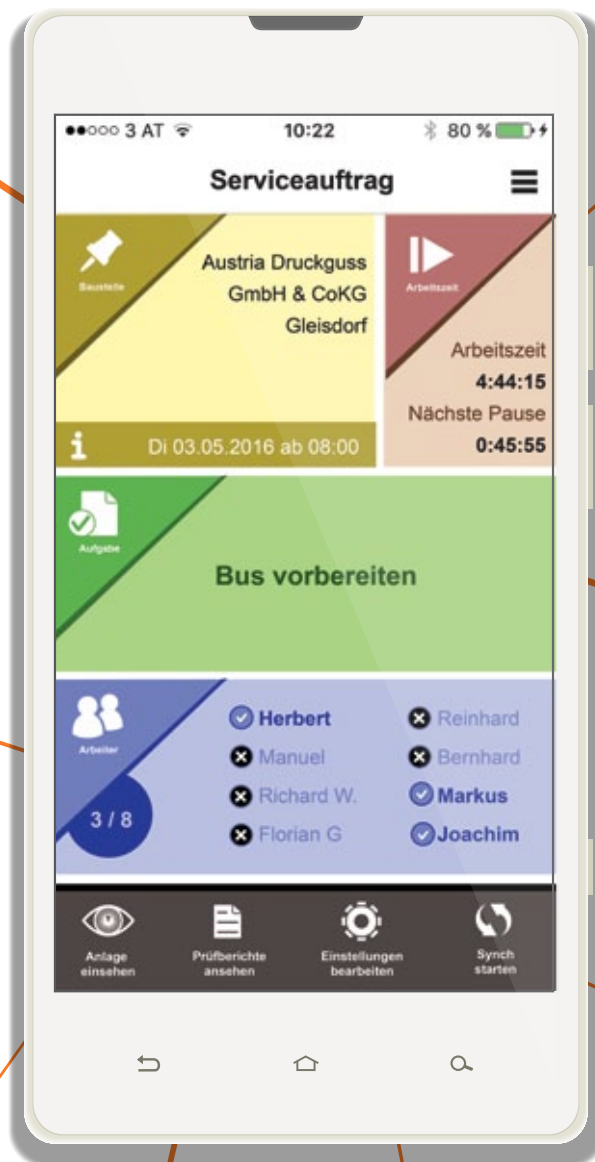 3 AT 10:22 80 %
Serviceauftrag
Baustelle
Austria Druckguss
GmbH & CoKG
Gleisdorf
Di 03.05.2016 ab 08:00
Arbeitszeit
Arbeitszeit
4:44:15
Nächste Pause
0:45:55
Aufgabe
Bus vorbereiten
Arbeiter
3 / 8
Herbert
Manuel
Richard W.
Florian G
Reinhard
Bernhard
Markus
Joachim
Anlage
einsehen
Prüfberichte
ansehen
Einstellungen
bearbeiten
Synch
starten